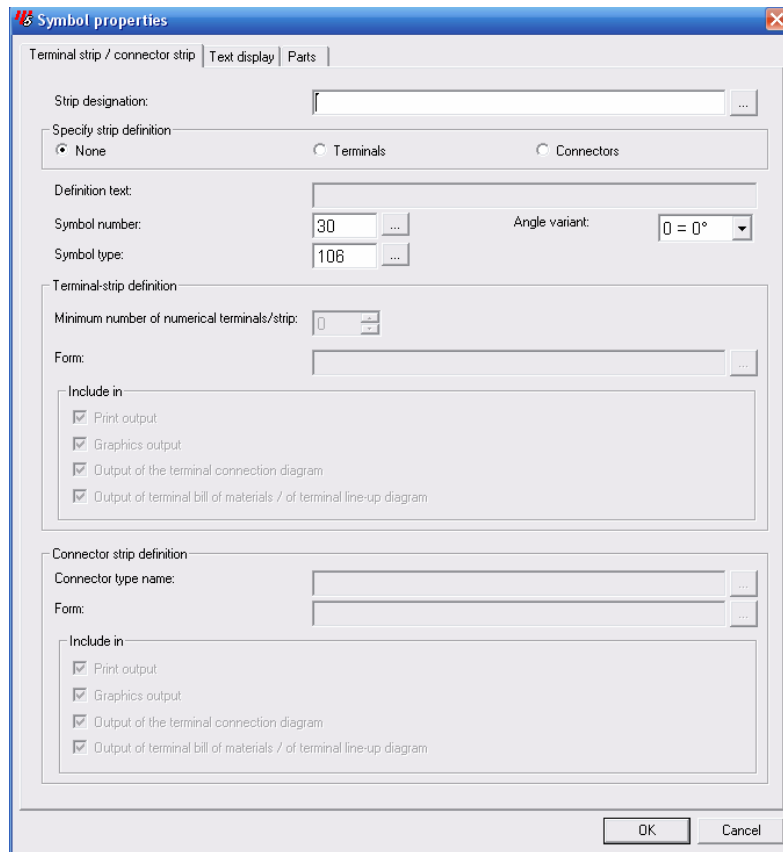 Symbol properties
Terminal strip / connector strip Text display Parts
Strip designation: ...
Specify strip definition
None Terminals Connectors
Definition text:
Symbol number: 30 ... Angle variant: 0 = 0°
Symbol type: 106 ...
Terminal-strip definition
Minimum number of numerical terminals/strip: 0
Form: ...
Include in
Print output
Graphics output
Output of the terminal connection diagram
Output of terminal bill of materials / of terminal line-up diagram
Connector strip definition
Connector type name: ...
Form: ...
Include in
Print output
Graphics output
Output of the terminal connection diagram
Output of terminal bill of materials / of terminal line-up diagram
OK Cancel